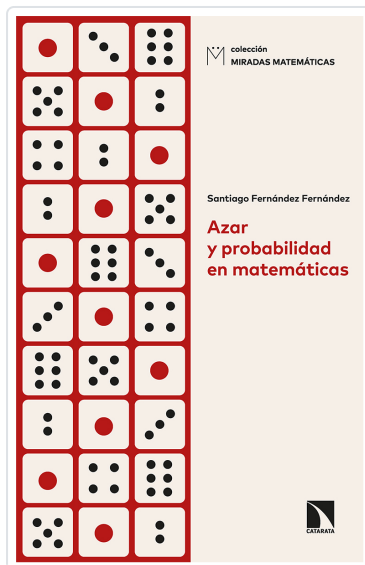 colección
MIRADAS MATEMÁTICAS
Santiago Fernández Fernández
Azar
y probabilidad
en matemáticas
CATARATA